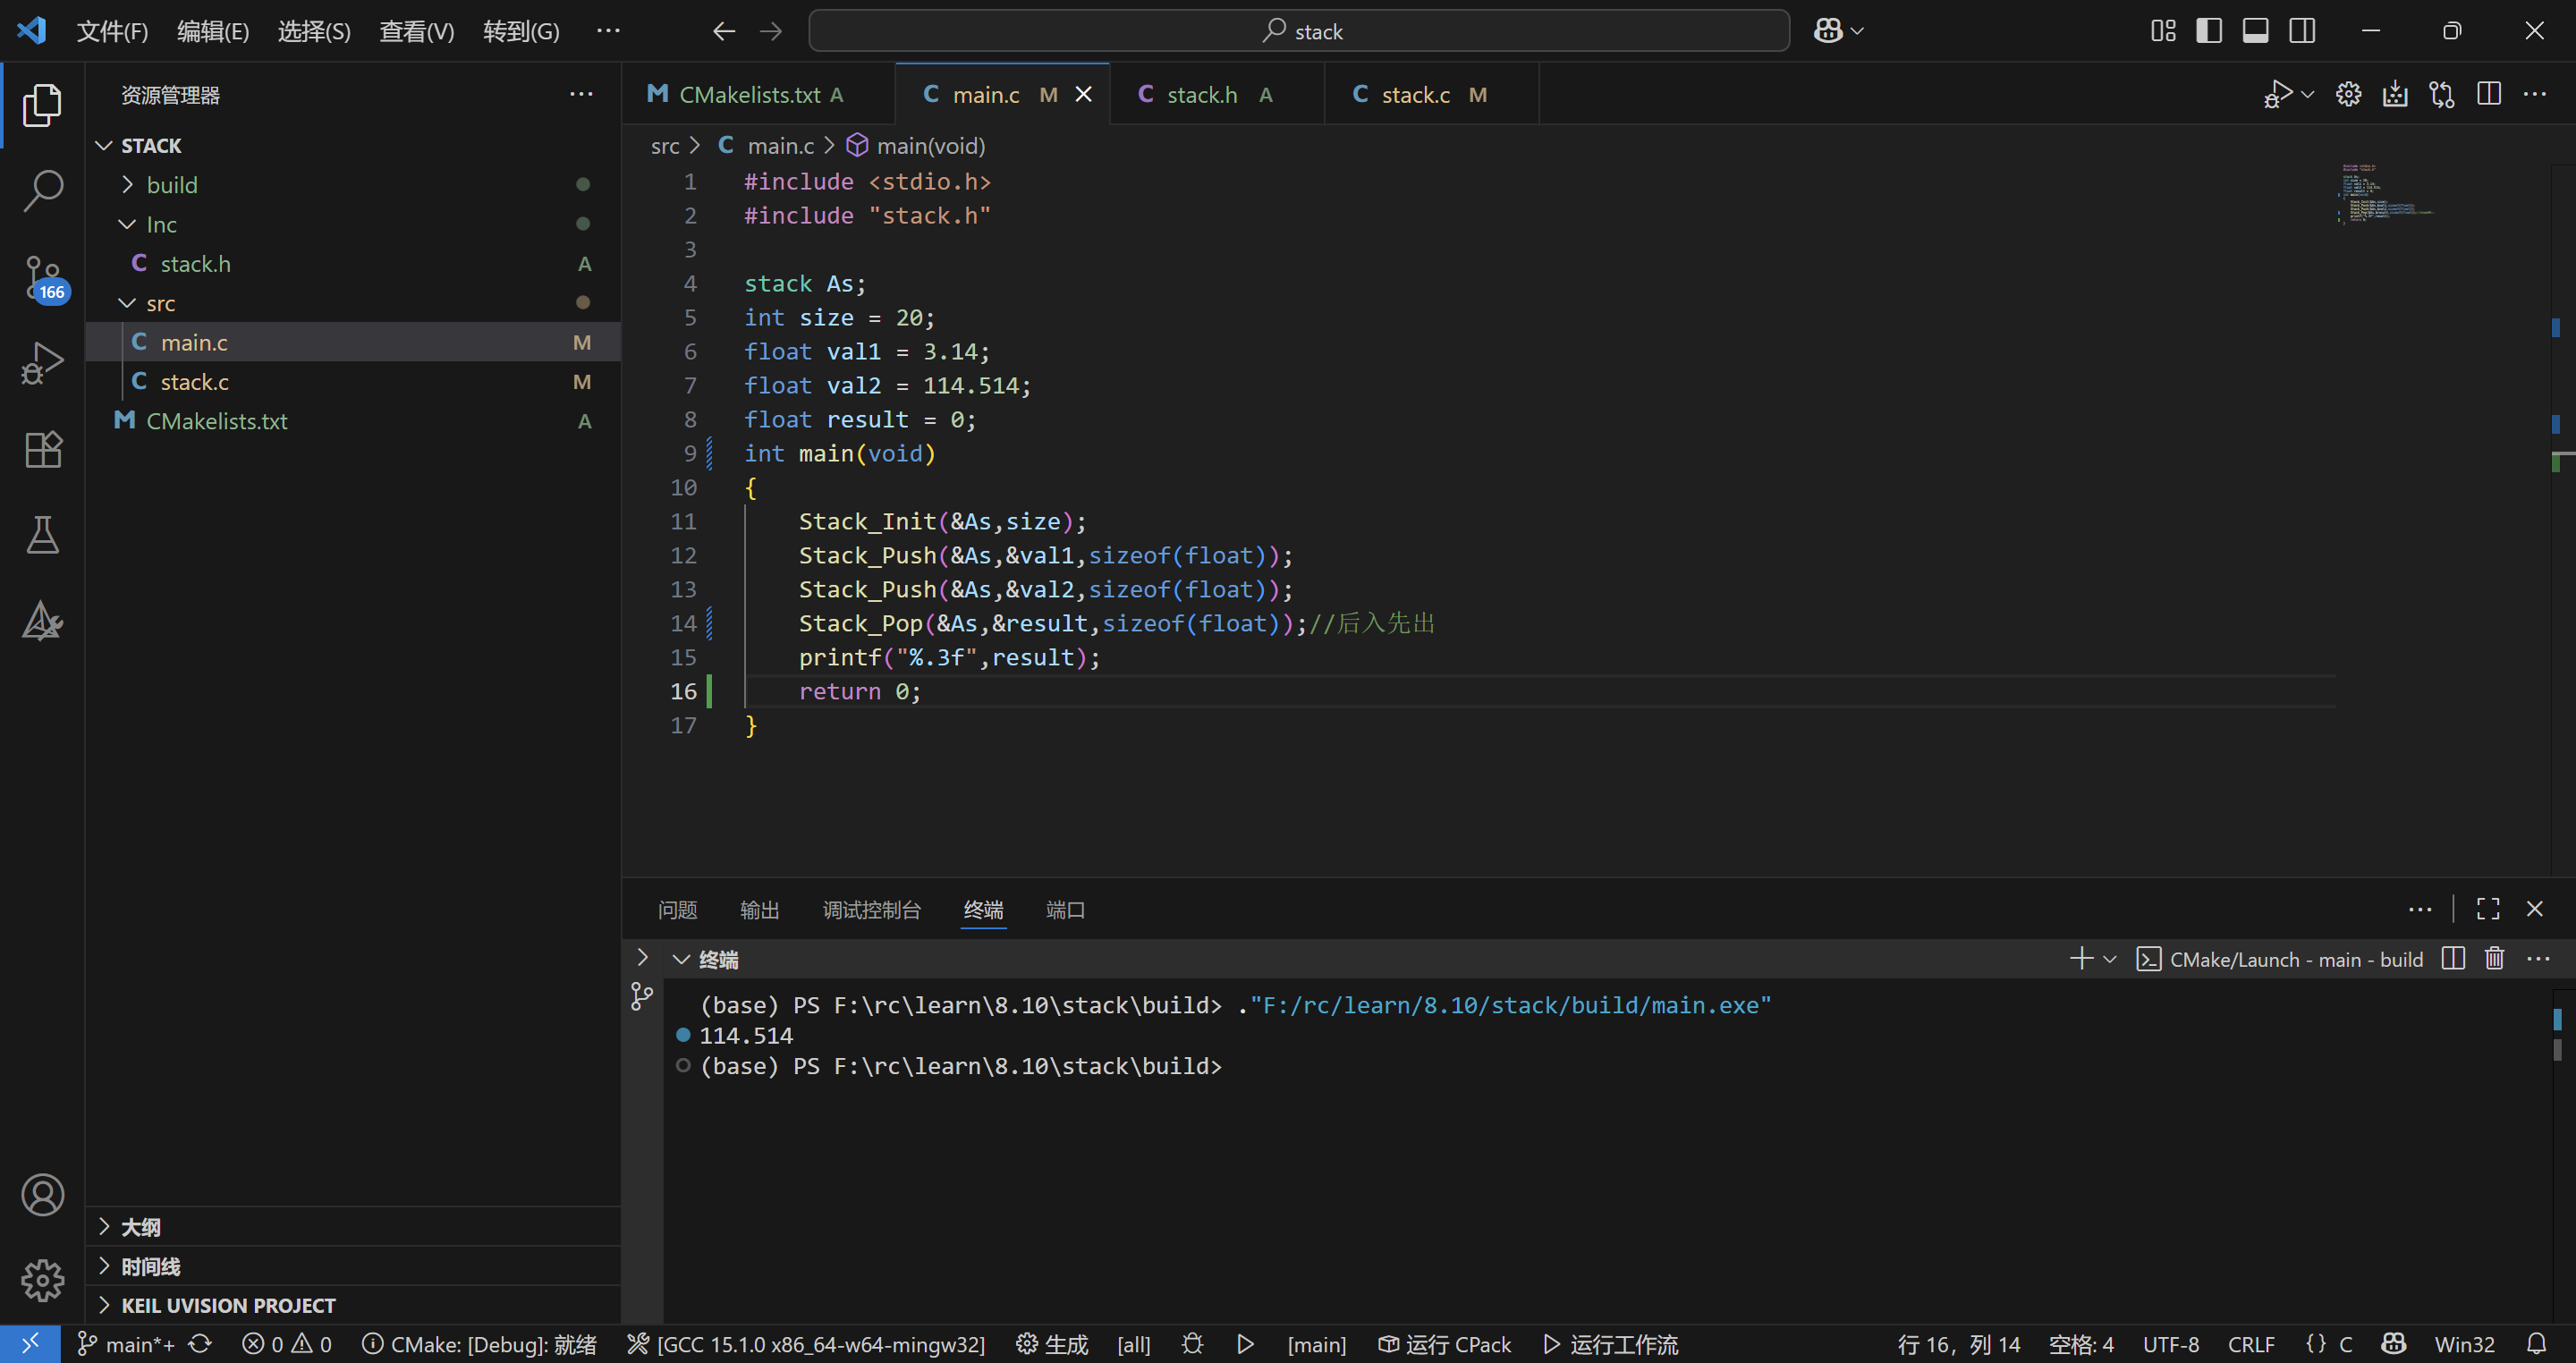 文件(F) 编辑(E) 选择(S) 查看(V) 转到(G) ··· stack
资源管理器 ···
CMakelists.txt A main.c M stack.h A stack.c M
STACK
build
Inc
stack.h A
src
main.c M
stack.c M
CMakelists.txt A
166
大纲
时间线
KEIL UVISION PROJECT
src > C main.c > main(void)
1 #include <stdio.h>
2 #include "stack.h"
3
4 stack As;
5 int size = 20;
6 float val1 = 3.14;
7 float val2 = 114.514;
8 float result = 0;
9 int main(void)
10 {
11 Stack_Init(&As,size);
12 Stack_Push(&As,&val1,sizeof(float));
13 Stack_Push(&As,&val2,sizeof(float));
14 Stack_Pop(&As,&result,sizeof(float));//后入先出
15 printf("%.3f",result);
16 return 0;
17 }
问题 输出 调试控制台 终端 端口
终端 CMake/Launch - main - build
(base) PS F:\rc\learn\8.10\stack\build> ."F:/rc/learn/8.10/stack/build/main.exe"
114.514
(base) PS F:\rc\learn\8.10\stack\build>
main*+ 0 0 CMake: [Debug]: 就绪 [GCC 15.1.0 x86_64-w64-mingw32] 生成 [all] [main] 运行 CPack 运行工作流 行 16，列 14 空格: 4 UTF-8 CRLF {} C Win32